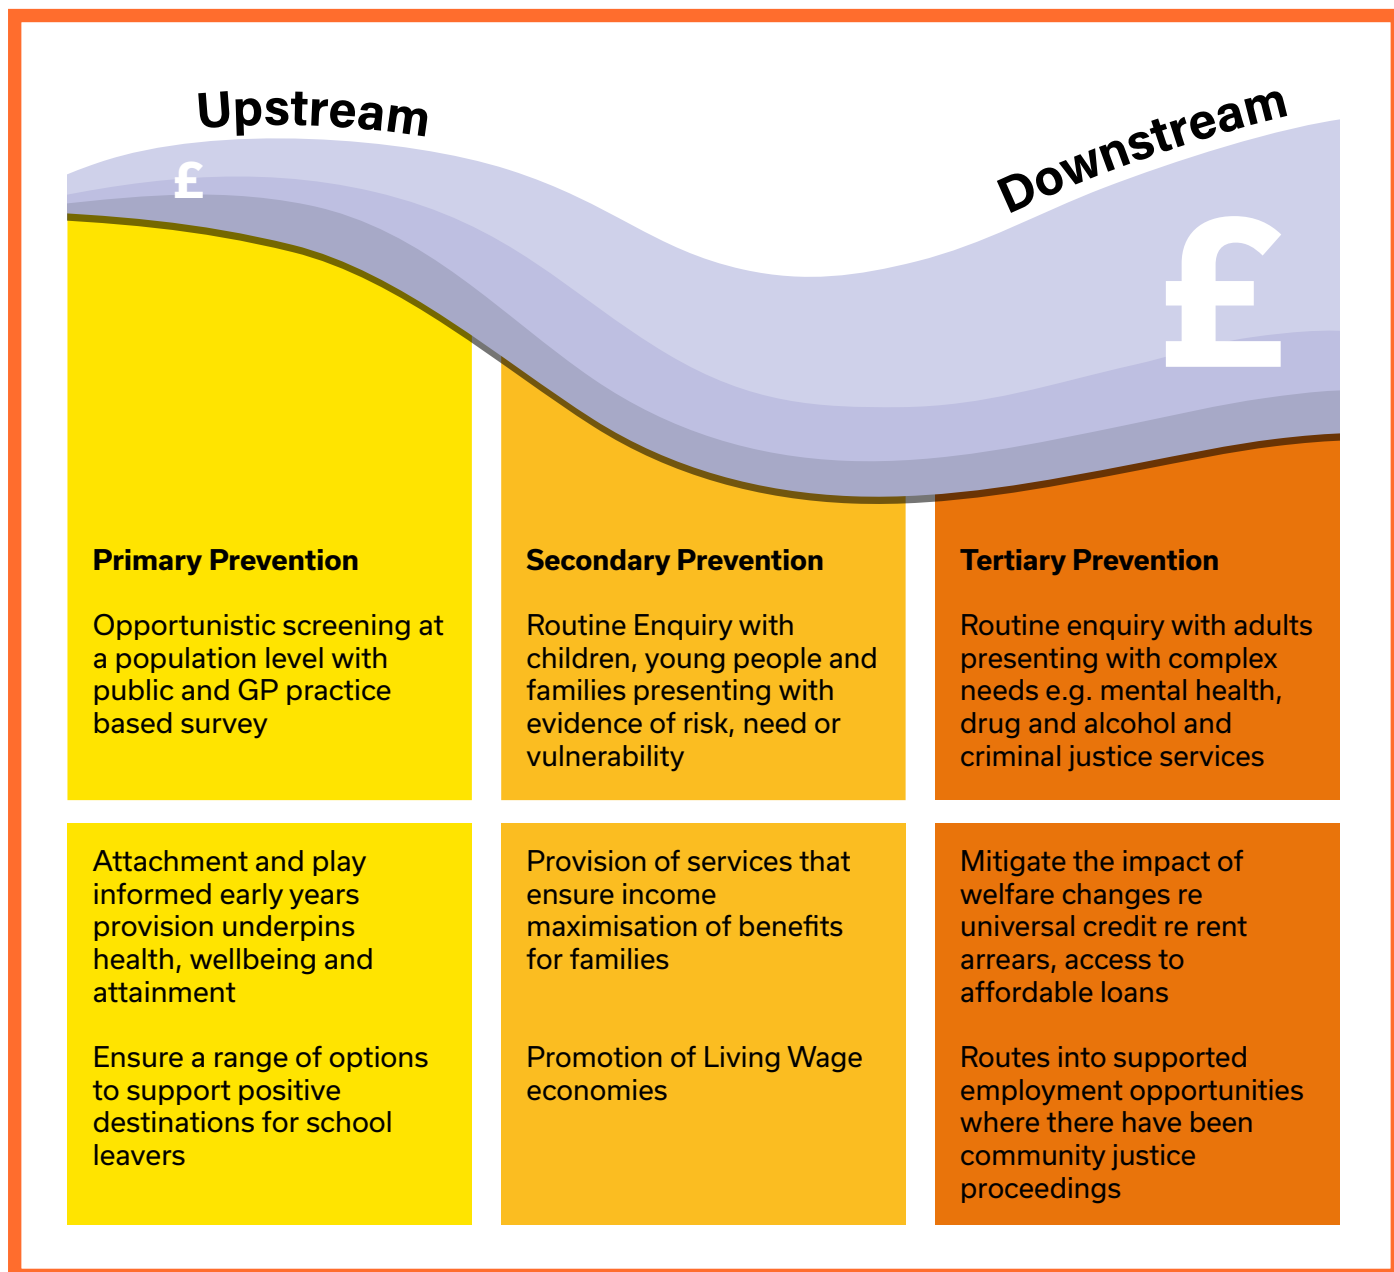 Upstream
Downstream
£
£
Primary Prevention
Opportunistic screening at
a population level with
public and GP practice
based survey
Secondary Prevention
Routine Enquiry with
children, young people and
families presenting with
evidence of risk, need or
vulnerability
Tertiary Prevention
Routine enquiry with adults
presenting with complex
needs e.g. mental health,
drug and alcohol and
criminal justice services
Attachment and play
informed early years
provision underpins
health, wellbeing and
attainment
Ensure a range of options
to support positive
destinations for school
leavers
Provision of services that
ensure income
maximisation of benefits
for families
Promotion of Living Wage
economies
Mitigate the impact of
welfare changes re
universal credit re rent
arrears, access to
affordable loans
Routes into supported
employment opportunities
where there have been
community justice
proceedings